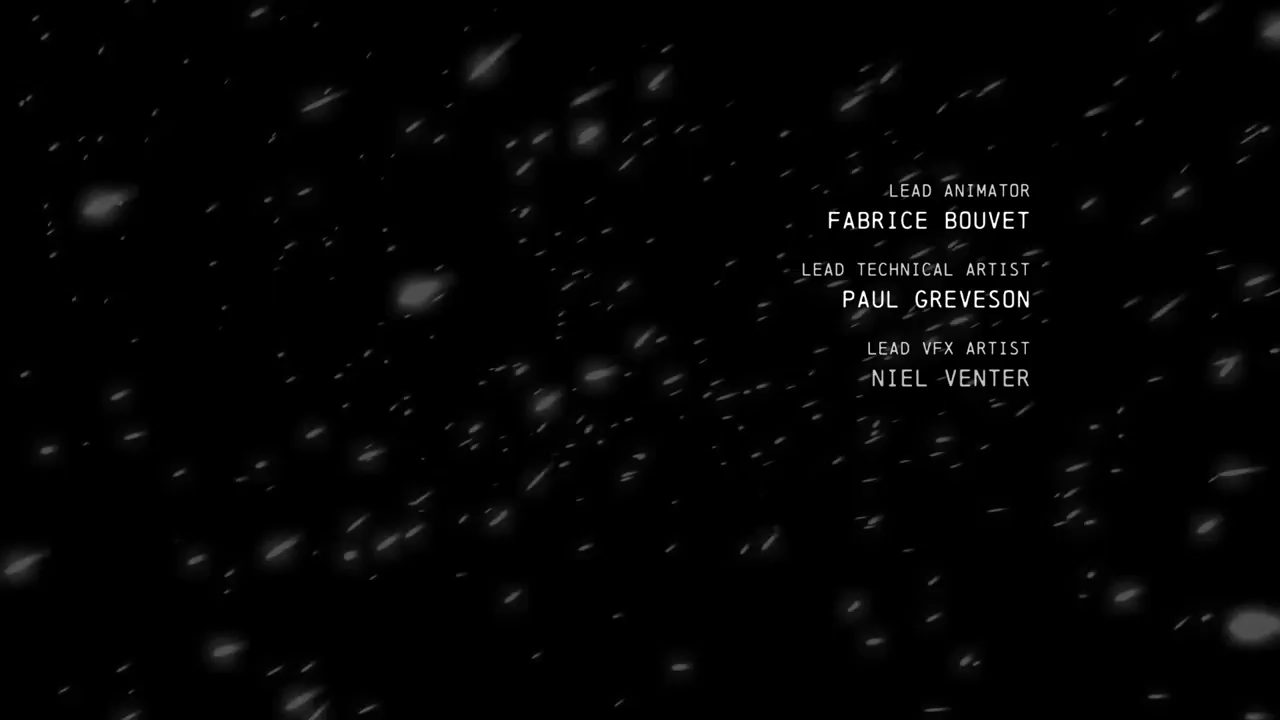 LEAD ANIMATOR
FABRICE BOUVET
LEAD TECHNICAL ARTIST
PAUL GREVESON
LEAD VFX ARTIST
NIEL VENTER